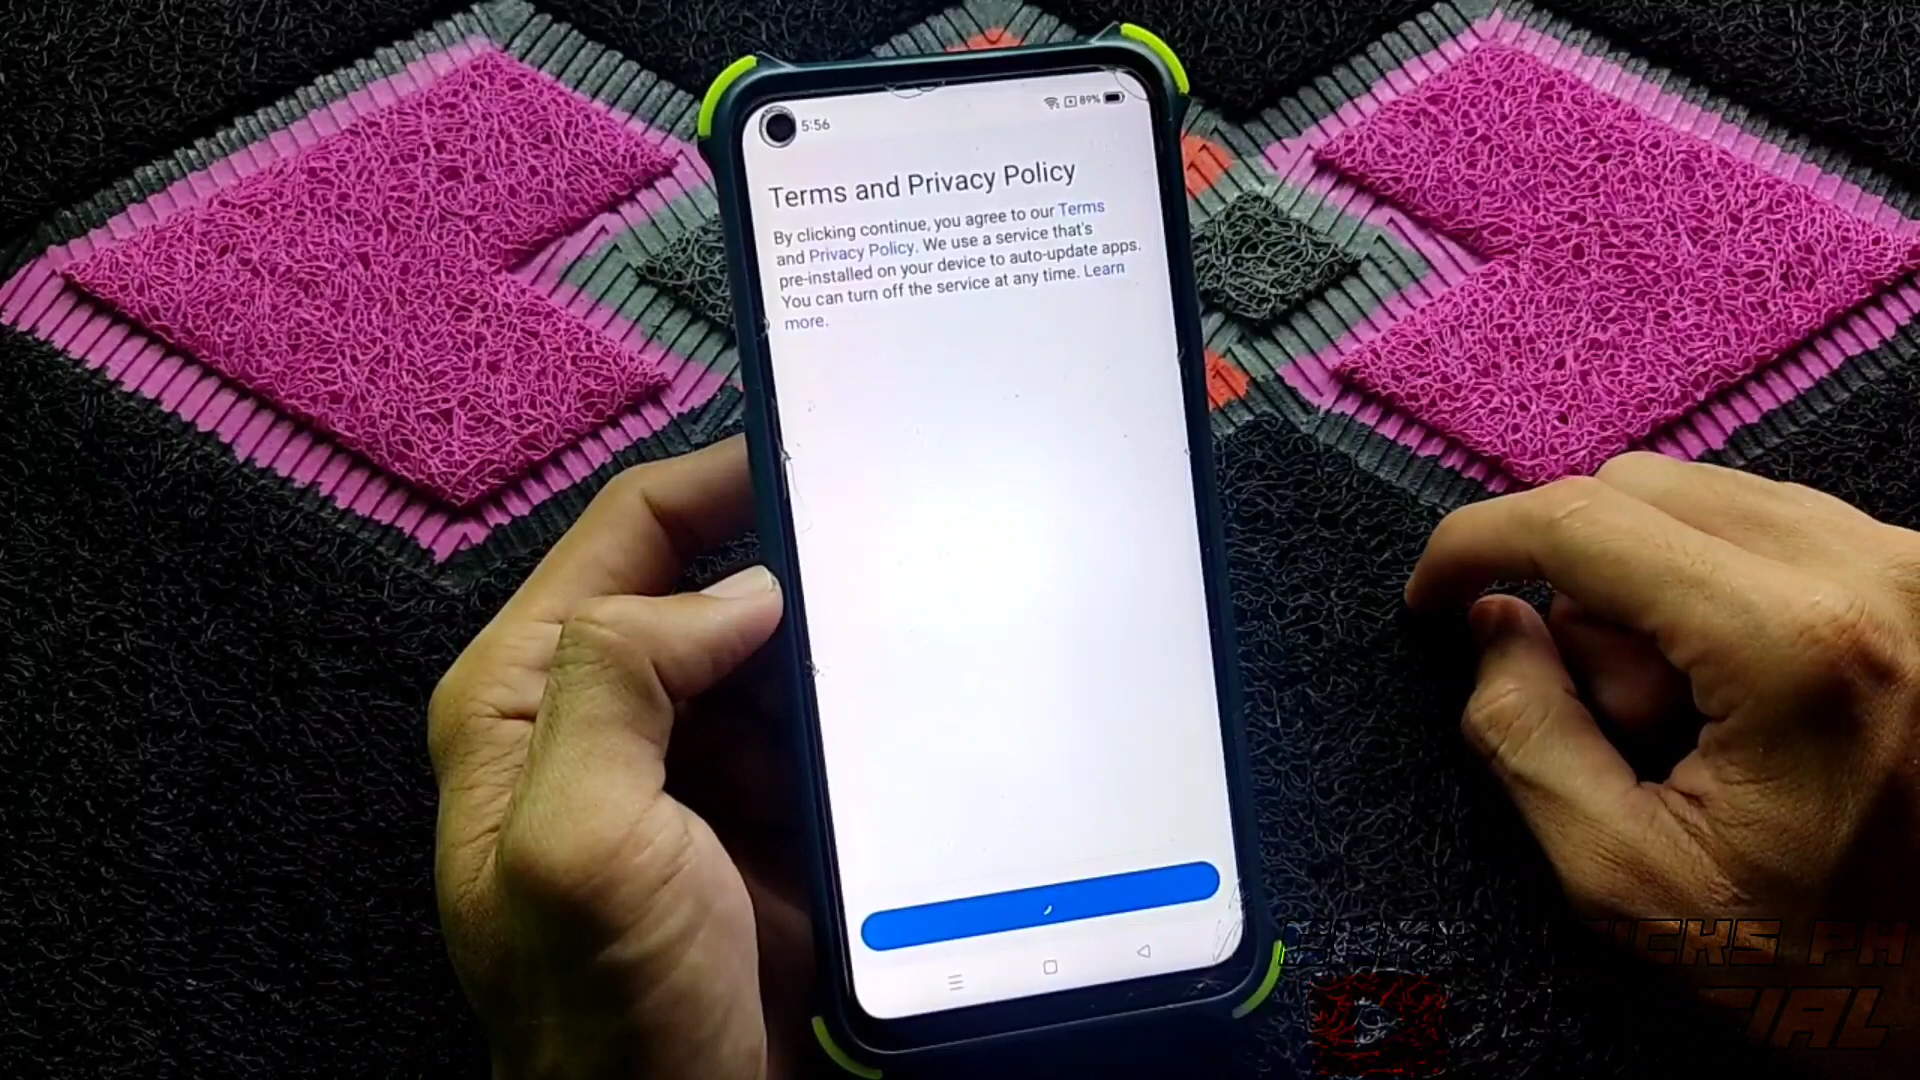 5:56
89%
Terms and Privacy Policy
By clicking continue, you agree to our Terms
and Privacy Policy. We use a service that's
pre-installed on your device to auto-update apps.
You can turn off the service at any time. Learn
more.
PH